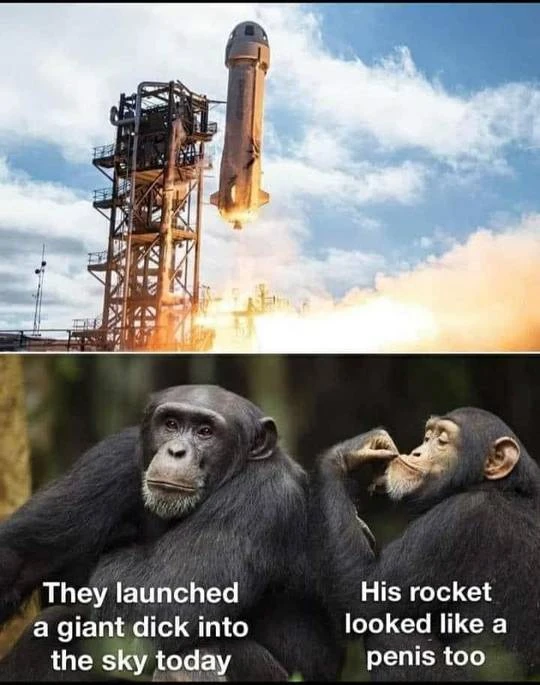 They launched
a giant dick into
the sky today
His rocket
looked like a
penis too